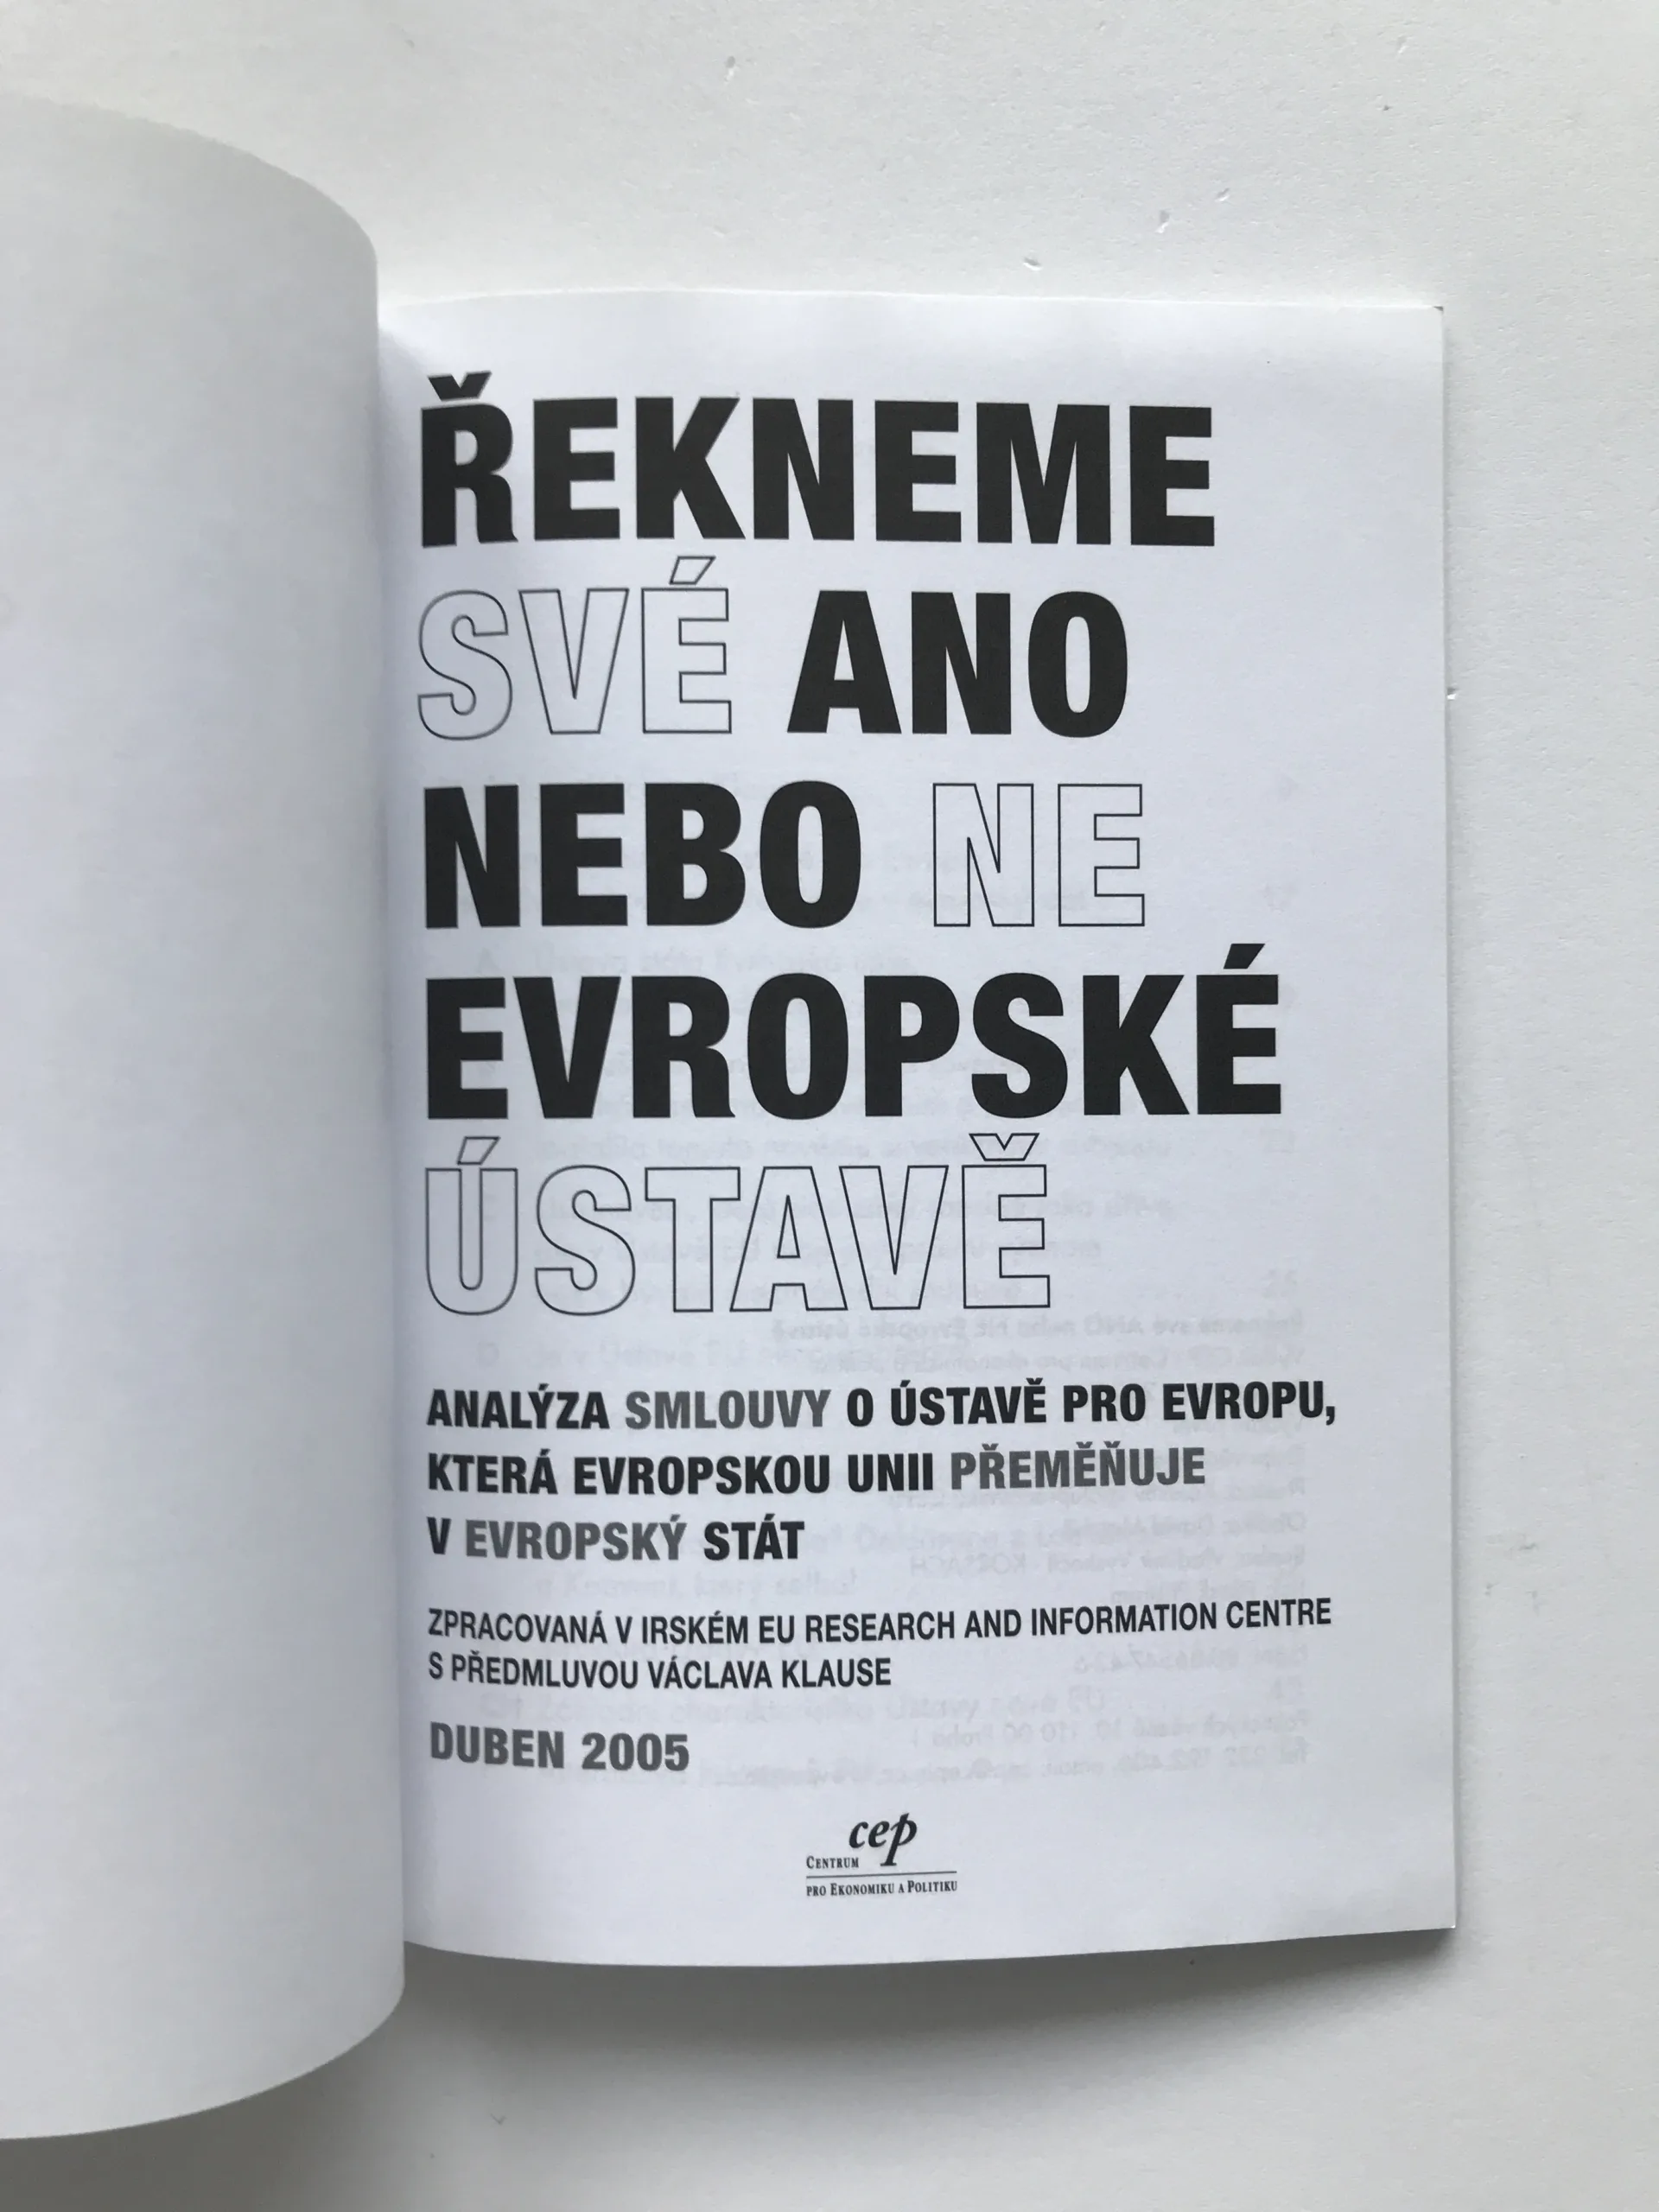 ŘEKNEME
SVÉ ANO
NEBO NE
EVROPSKÉ
ÚSTAVĚ
ANALÝZA SMLOUVY O ÚSTAVĚ PRO EVROPU,
KTERÁ EVROPSKOU UNII PŘEMĚŇUJE
V EVROPSKÝ STÁT
ZPRACOVANÁ V IRSKÉM EU RESEARCH AND INFORMATION CENTRE
S PŘEDMLUVOU VÁCLAVA KLAUSE
DUBEN 2005
cep
CENTRUM
PRO EKONOMIKU A POLITIKU